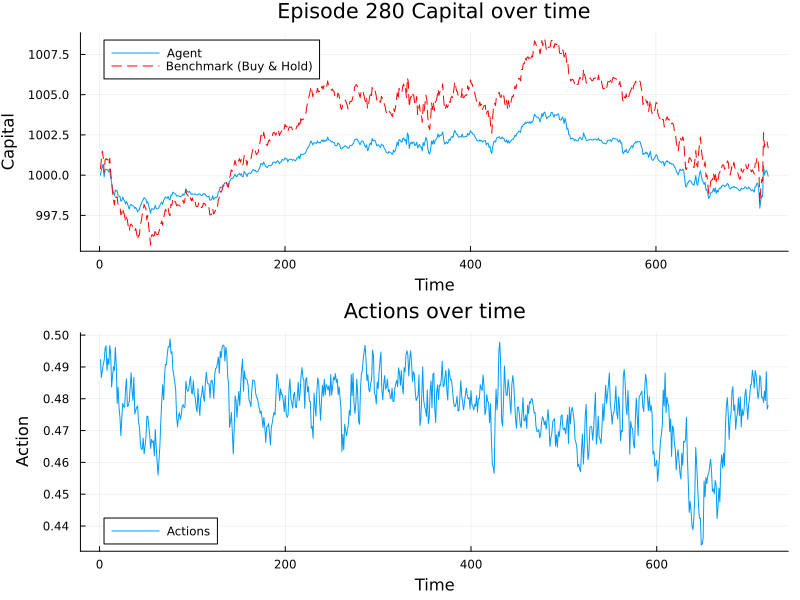 Episode 280 Capital over time
Capital
1007.5
1005.0
1002.5
1000.0
997.5
Agent
Benchmark (Buy & Hold)
0
200
400
600
Time
Actions over time
Action
0.50
0.49
0.48
0.47
0.46
0.45
0.44
Actions
0
200
400
600
Time